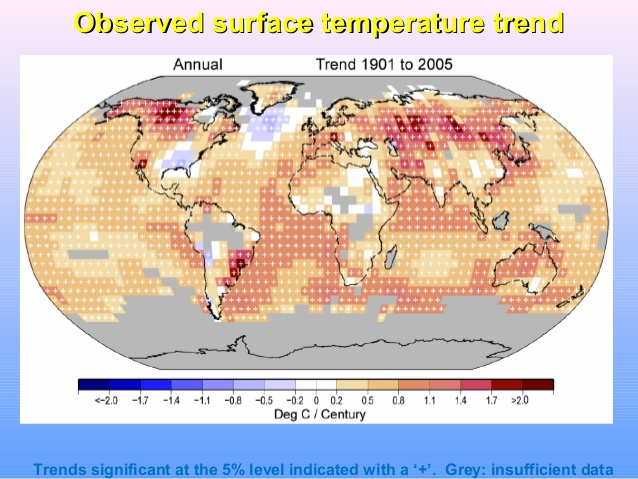 Observed surface temperature trend
Annual Trend 1901 to 2005
<-2.0 -1.7 -1.4 -1.1 -0.8 -0.5 -0.2 0 0.2 0.5 0.8 1.1 1.4 1.7 >2.0
Deg C / Century
Trends significant at the 5% level indicated with a ‘+’. Grey: insufficient data